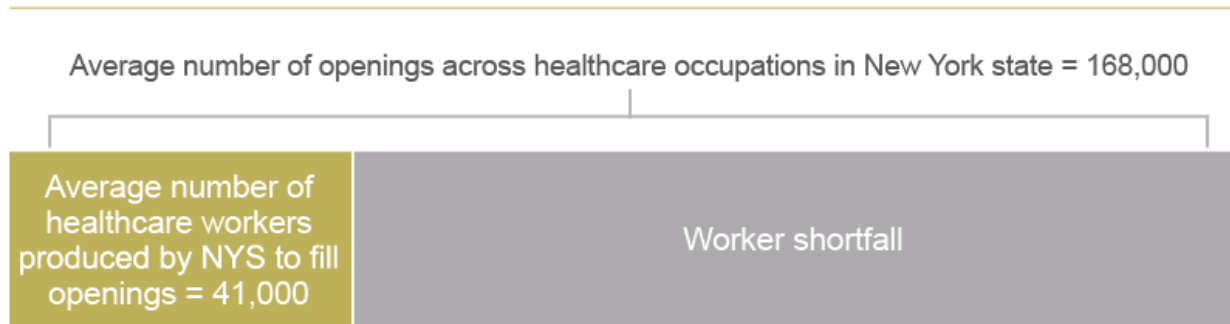 Average number of openings across healthcare occupations in New York state = 168,000
Average number of
healthcare workers
produced by NYS to fill
openings = 41,000
Worker shortfall